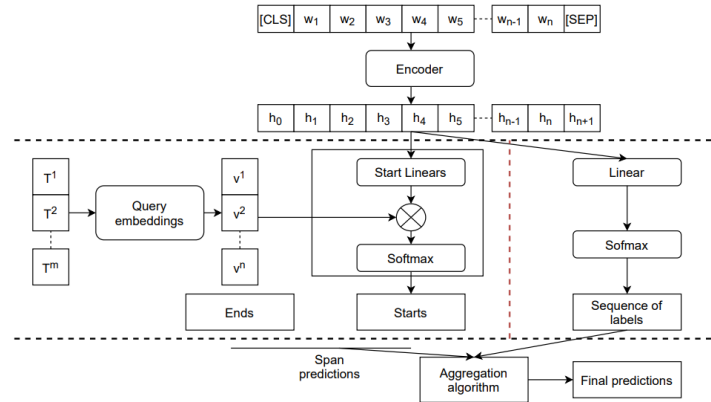 [CLS] w1 w2 w3 w4 w5 wn-1 wn [SEP]
Encoder
h0 h1 h2 h3 h4 h5 hn-1 hn hn+1
T1
T2
Tm
Query
embeddings
v1
v2
vn
Start Linears
Softmax
Linear
Sofmax
Ends
Starts
Sequence of
labels
Span
predictions
Aggregation
algorithm
Final predictions